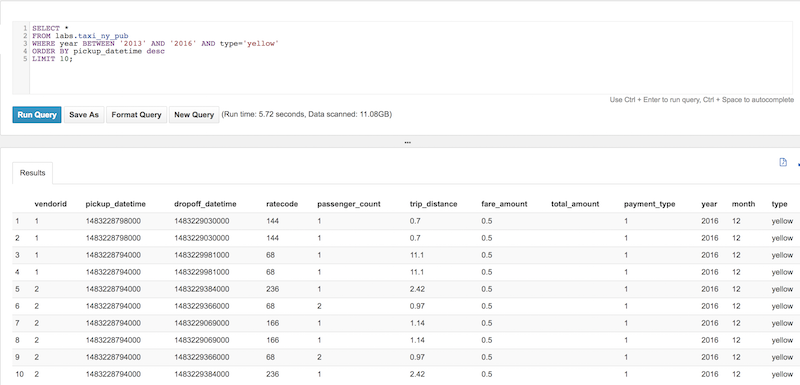 1 SELECT *
2 FROM labs.taxi_ny_pub
3 WHERE year BETWEEN '2013' AND '2016' AND type='yellow'
4 ORDER BY pickup_datetime desc
5 LIMIT 10;
Use Ctrl + Enter to run query, Ctrl + Space to autocomplete
Run Query Save As Format Query New Query (Run time: 5.72 seconds, Data scanned: 11.08GB)
Results
vendorid pickup_datetime dropoff_datetime ratecode passenger_count trip_distance fare_amount total_amount payment_type year month type
1 1 1483228798000 1483229030000 144 1 0.7 0.5 1 2016 12 yellow
2 1 1483228798000 1483229030000 144 1 0.7 0.5 1 2016 12 yellow
3 1 1483228794000 1483229981000 68 1 11.1 0.5 1 2016 12 yellow
4 1 1483228794000 1483229981000 68 1 11.1 0.5 1 2016 12 yellow
5 2 1483228794000 1483229384000 236 1 2.42 0.5 1 2016 12 yellow
6 2 1483228794000 1483229366000 68 2 0.97 0.5 1 2016 12 yellow
7 2 1483228794000 1483229069000 166 1 1.14 0.5 1 2016 12 yellow
8 2 1483228794000 1483229069000 166 1 1.14 0.5 1 2016 12 yellow
9 2 1483228794000 1483229366000 68 2 0.97 0.5 1 2016 12 yellow
10 2 1483228794000 1483229384000 236 1 2.42 0.5 1 2016 12 yellow